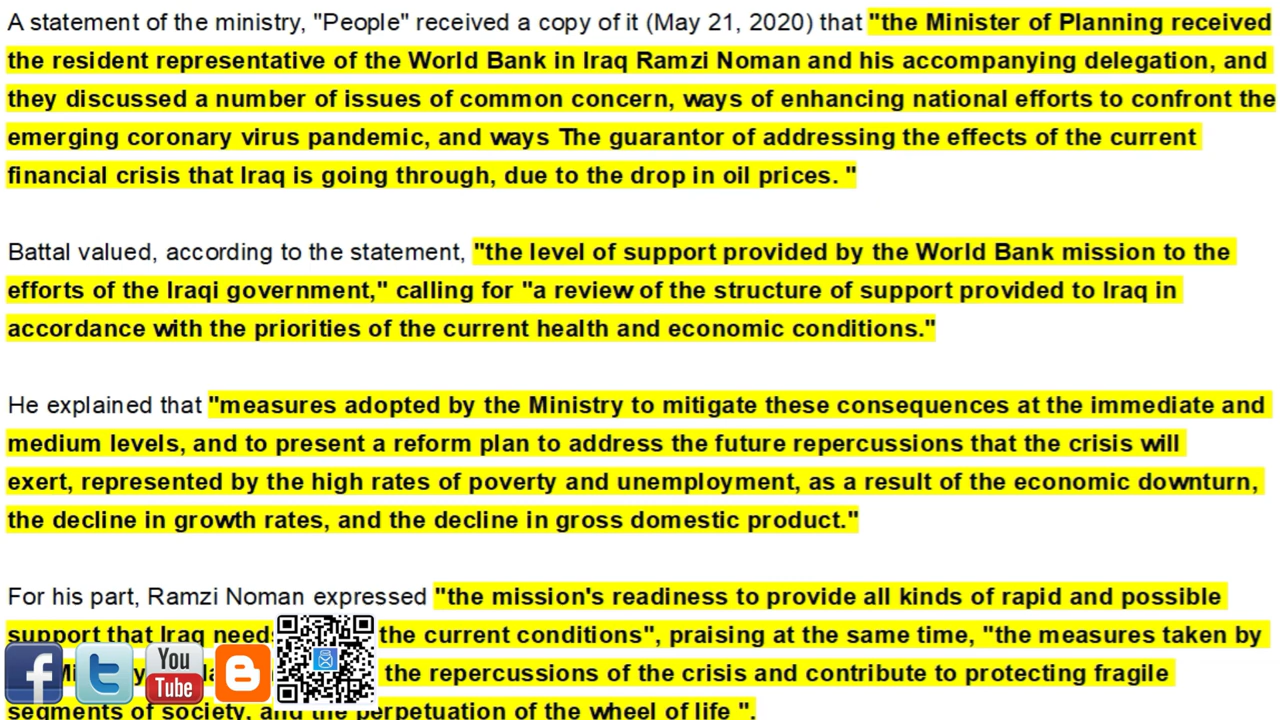 A statement of the ministry, "People" received a copy of it (May 21, 2020) that "the Minister of Planning received
the resident representative of the World Bank in Iraq Ramzi Noman and his accompanying delegation, and
they discussed a number of issues of common concern, ways of enhancing national efforts to confront the
emerging coronary virus pandemic, and ways The guarantor of addressing the effects of the current
financial crisis that Iraq is going through, due to the drop in oil prices. "
Battal valued, according to the statement, "the level of support provided by the World Bank mission to the
efforts of the Iraqi government," calling for "a review of the structure of support provided to Iraq in
accordance with the priorities of the current health and economic conditions."
He explained that "measures adopted by the Ministry to mitigate these consequences at the immediate and
medium levels, and to present a reform plan to address the future repercussions that the crisis will
exert, represented by the high rates of poverty and unemployment, as a result of the economic downturn,
the decline in growth rates, and the decline in gross domestic product."
For his part, Ramzi Noman expressed "the mission's readiness to provide all kinds of rapid and possible
support that Iraq needs the current conditions", praising at the same time, "the measures taken by
the repercussions of the crisis and contribute to protecting fragile
segments of society, and the perpetuation of the wheel of life ".
You
Tube